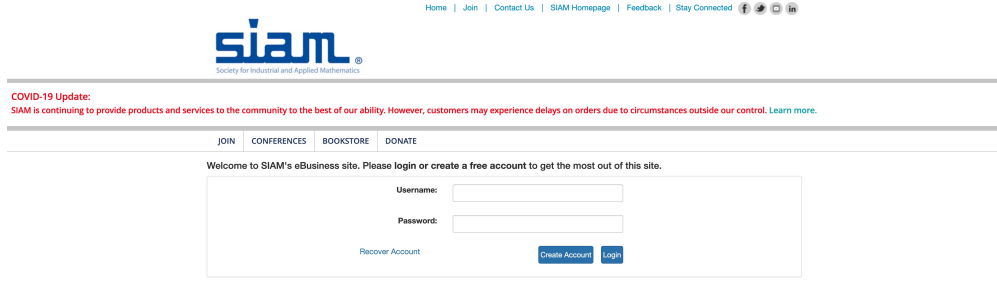 Home | Join | Contact Us | SIAM Homepage | Feedback | Stay Connected
siam®
Society for Industrial and Applied Mathematics
COVID-19 Update:
SIAM is continuing to provide products and services to the community to the best of our ability. However, customers may experience delays on orders due to circumstances outside our control. Learn more.
JOIN CONFERENCES BOOKSTORE DONATE
Welcome to SIAM's eBusiness site. Please login or create a free account to get the most out of this site.
Username:
Password:
Recover Account Create Account Login